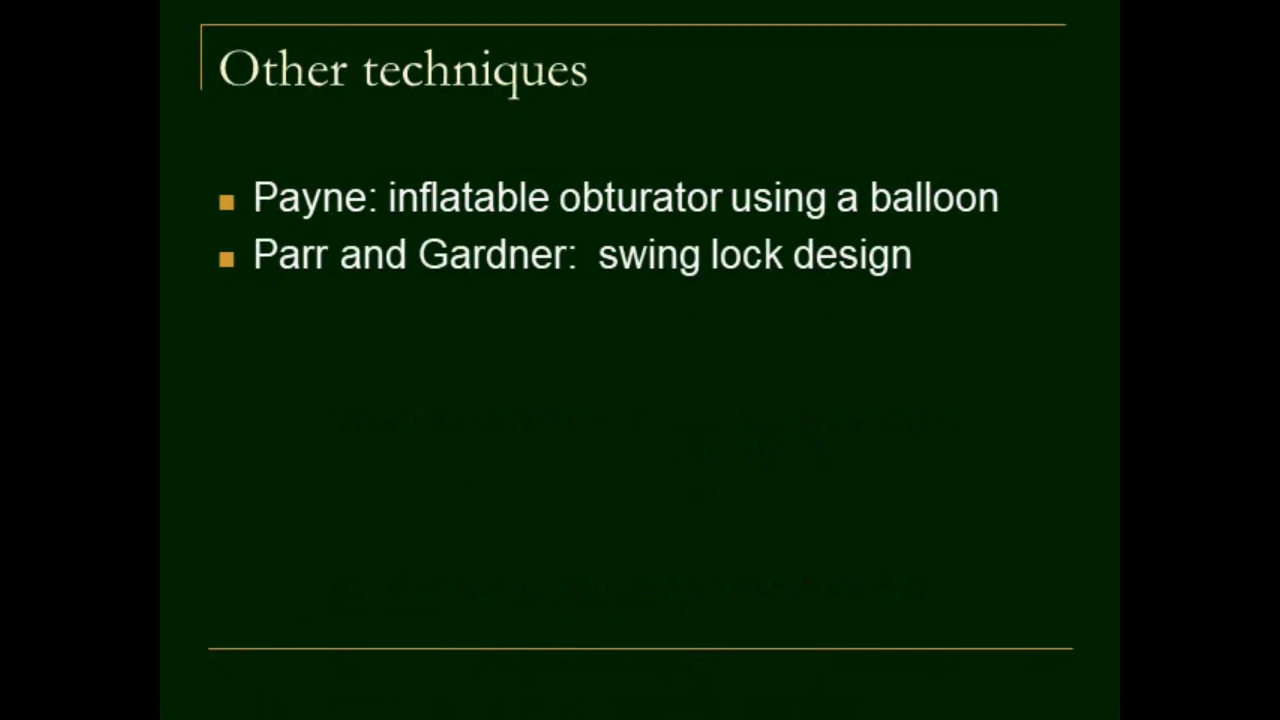 Other techniques
Payne: inflatable obturator using a balloon
Parr and Gardner: swing lock design